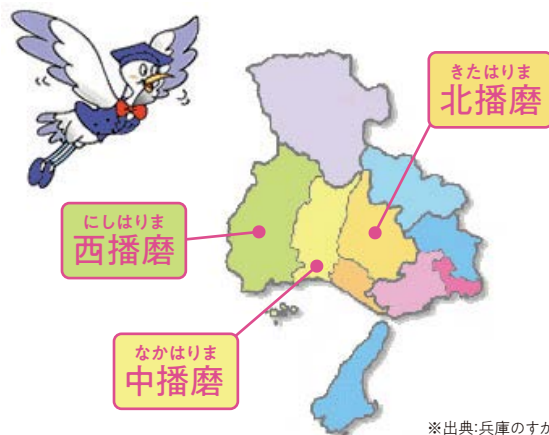 きたはりま
北播磨
にしはりま
西播磨
なかはりま
中播磨
※出典:兵庫のすが